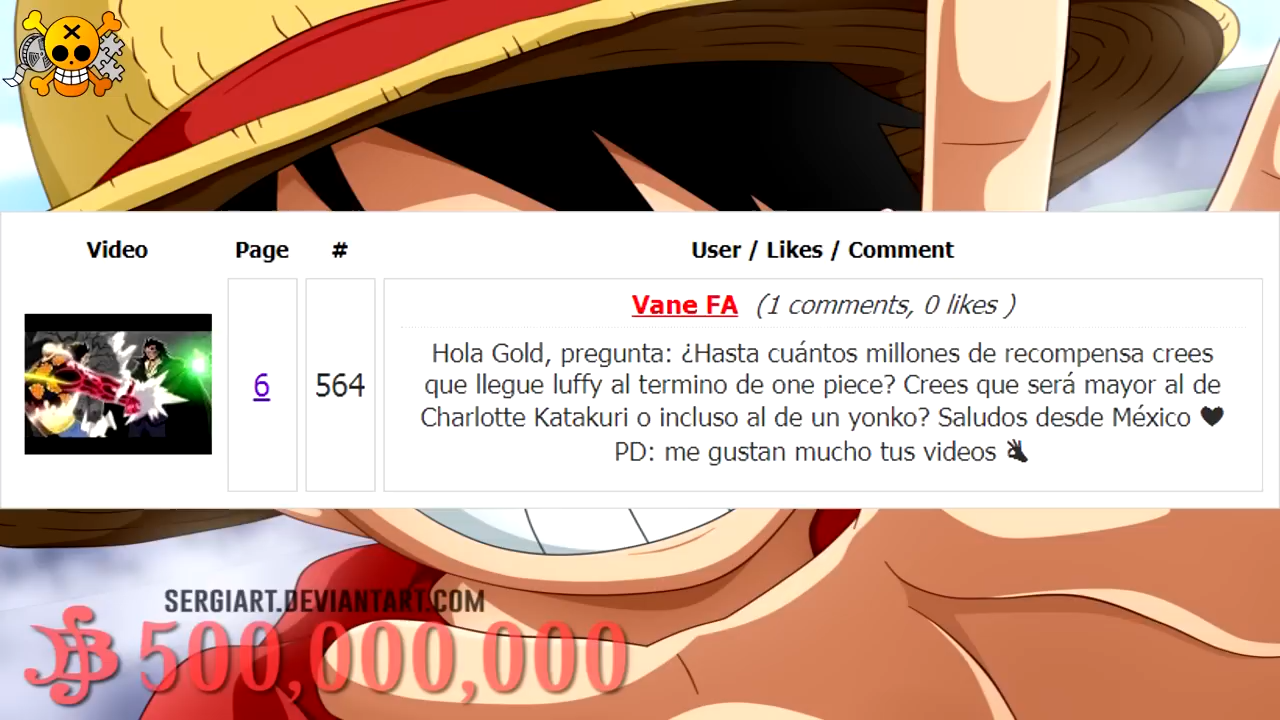 Video Page # User / Likes / Comment
Vane FA (1 comments, 0 likes )
6 564
Hola Gold, pregunta: ¿Hasta cuántos millones de recompensa crees
que llegue luffy al termino de one piece? Crees que será mayor al de
Charlotte Katakuri o incluso al de un yonko? Saludos desde México 🖤
PD: me gustan mucho tus videos 👌
SERGIART.DEVIANTART.COM
฿ 500,000,000